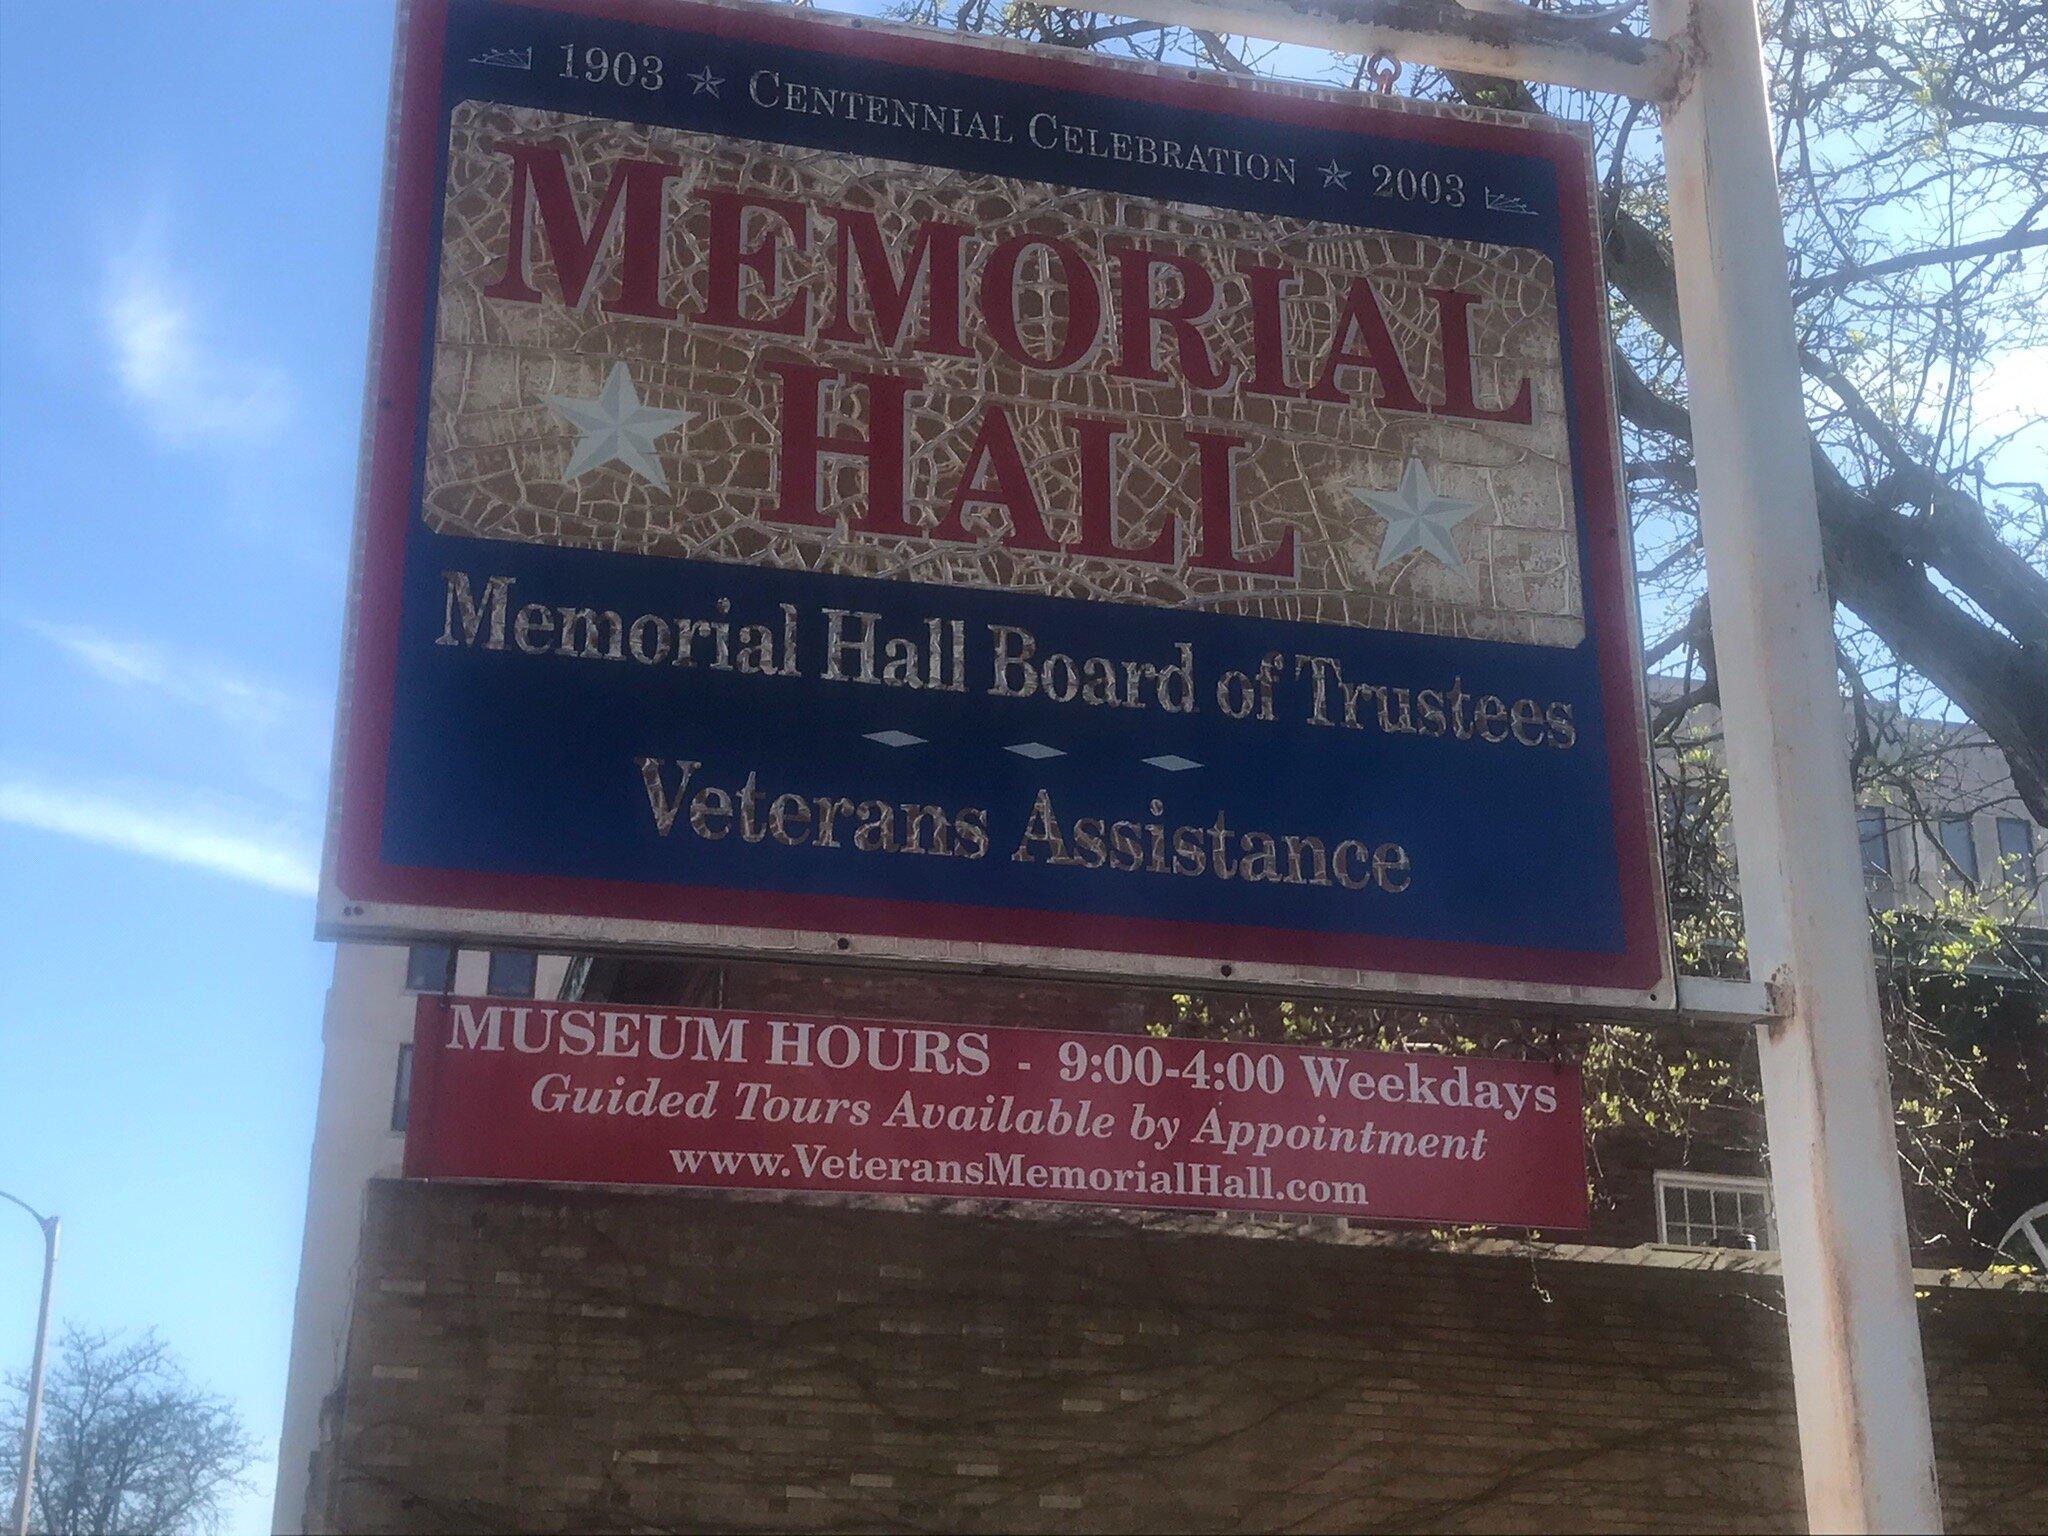 1903 ★ CENTENNIAL CELEBRATION ★ 2003
MEMORIAL
HALL
Memorial Hall Board of Trustees
Veterans Assistance
MUSEUM HOURS - 9:00-4:00 Weekdays
Guided Tours Available by Appointment
www.VeteransMemorialHall.com